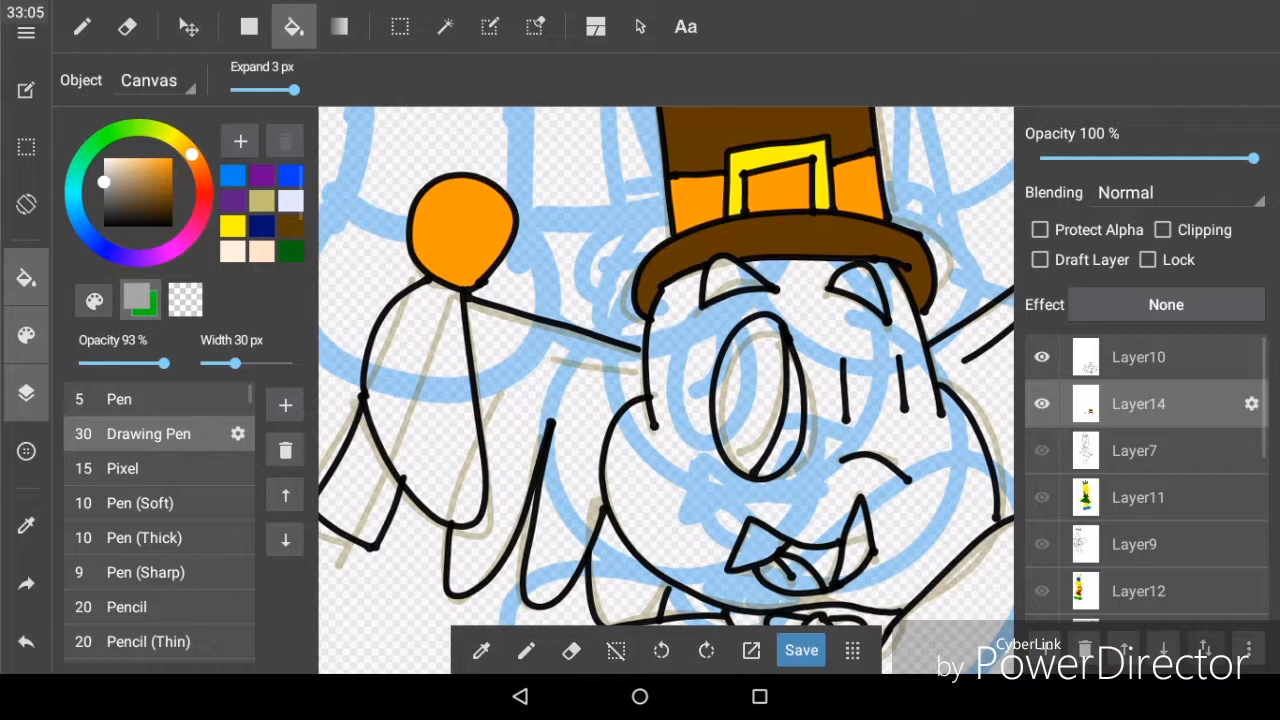 33:05
Aa
Object Canvas
Expand 3 px
Opacity 93 %
Width 30 px
5 Pen
30 Drawing Pen
15 Pixel
10 Pen (Soft)
10 Pen (Thick)
9 Pen (Sharp)
20 Pencil
20 Pencil (Thin)
Save
Opacity 100 %
Blending Normal
Protect Alpha
Clipping
Draft Layer
Lock
Effect None
Layer10
Layer14
Layer7
Layer11
Layer9
Layer12
CyberLink
by PowerDirector